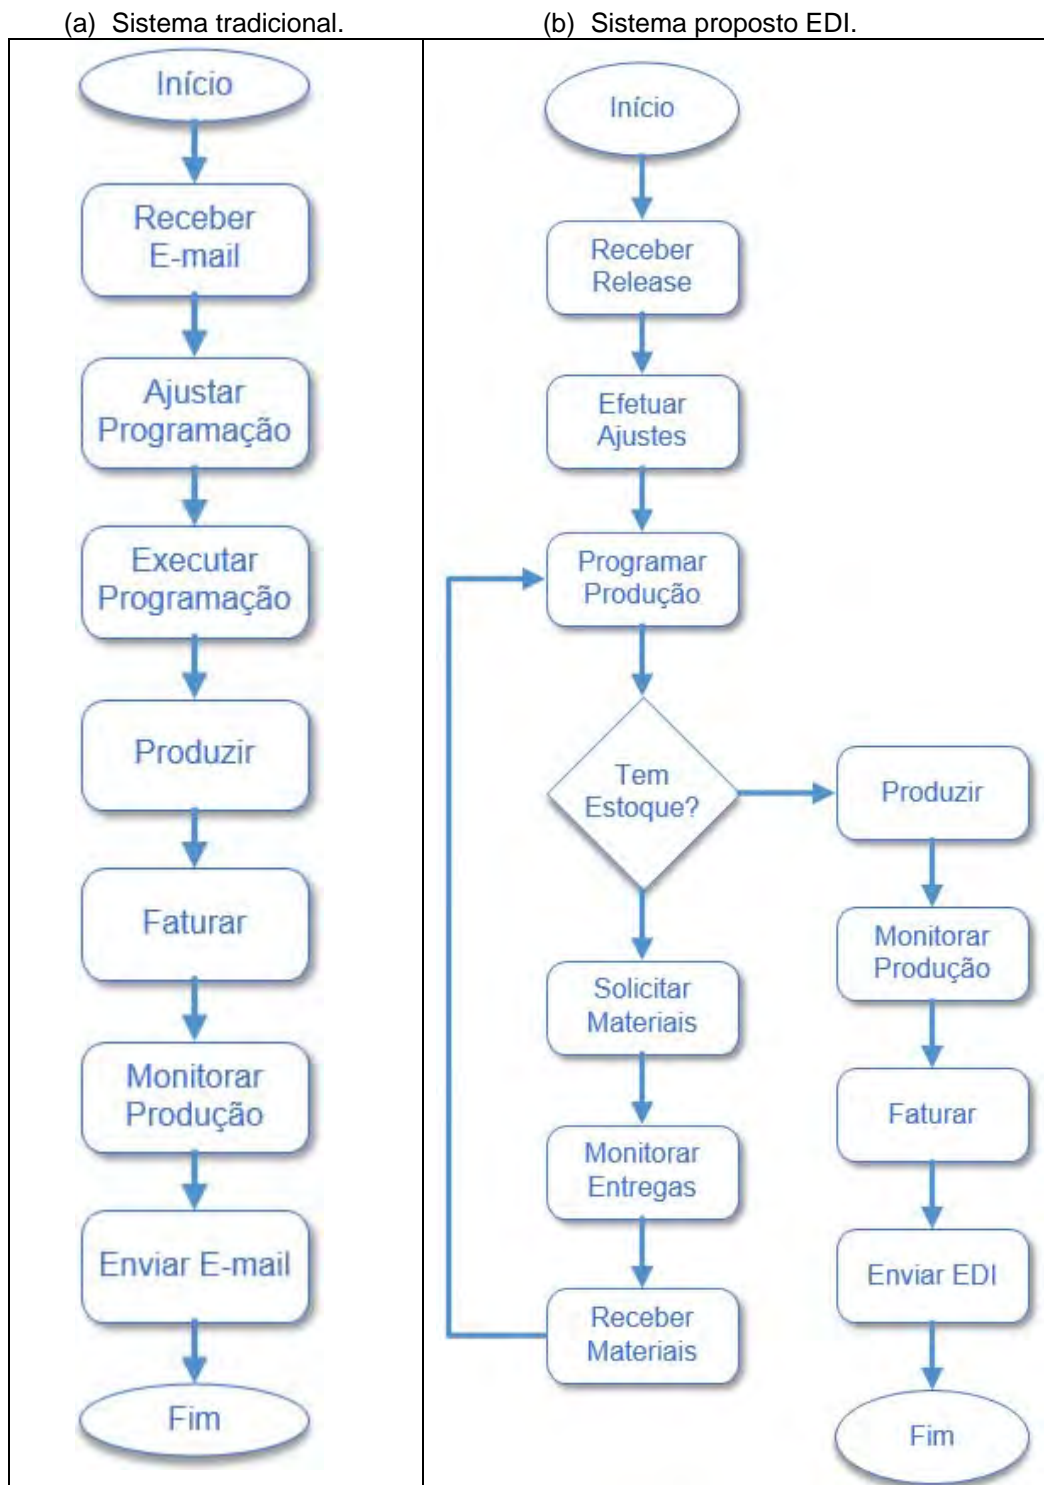 (a) Sistema tradicional.
(b) Sistema proposto EDI.
Início
Receber
E-mail
Ajustar
Programação
Executar
Programação
Produzir
Faturar
Monitorar
Produção
Enviar E-mail
Fim
Início
Receber
Release
Efetuar
Ajustes
Programar
Produção
Tem
Estoque?
Solicitar
Materiais
Monitorar
Entregas
Receber
Materiais
Produzir
Monitorar
Produção
Faturar
Enviar EDI
Fim